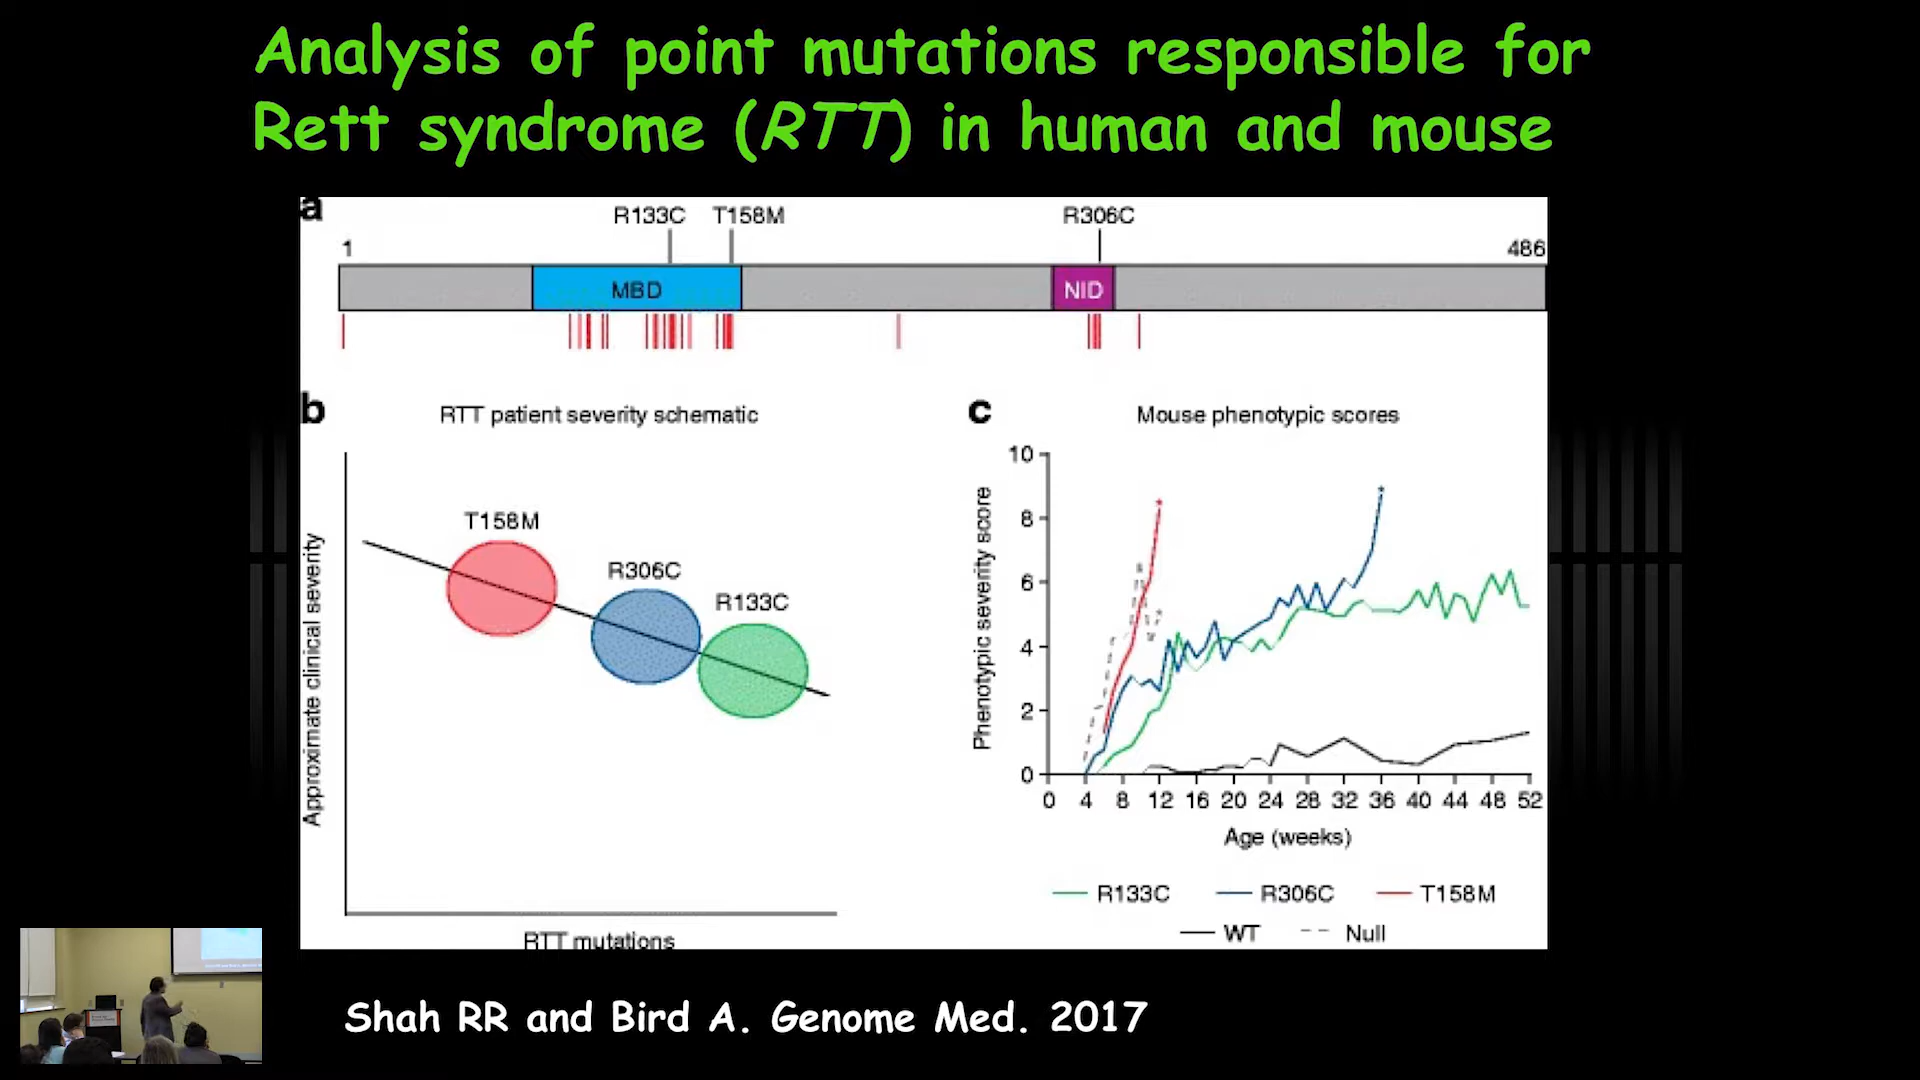 Analysis of point mutations responsible for
Rett syndrome (RTT) in human and mouse
a
R133C T158M R306C
1 486
MBD NID
b RTT patient severity schematic
Approximate clinical severity
T158M
R306C
R133C
RTT mutations
c Mouse phenotypic scores
Phenotypic severity score
10
8
6
4
2
0
0 4 8 12 16 20 24 28 32 36 40 44 48 52
Age (weeks)
R133C R306C T158M
WT Null
Shah RR and Bird A. Genome Med. 2017